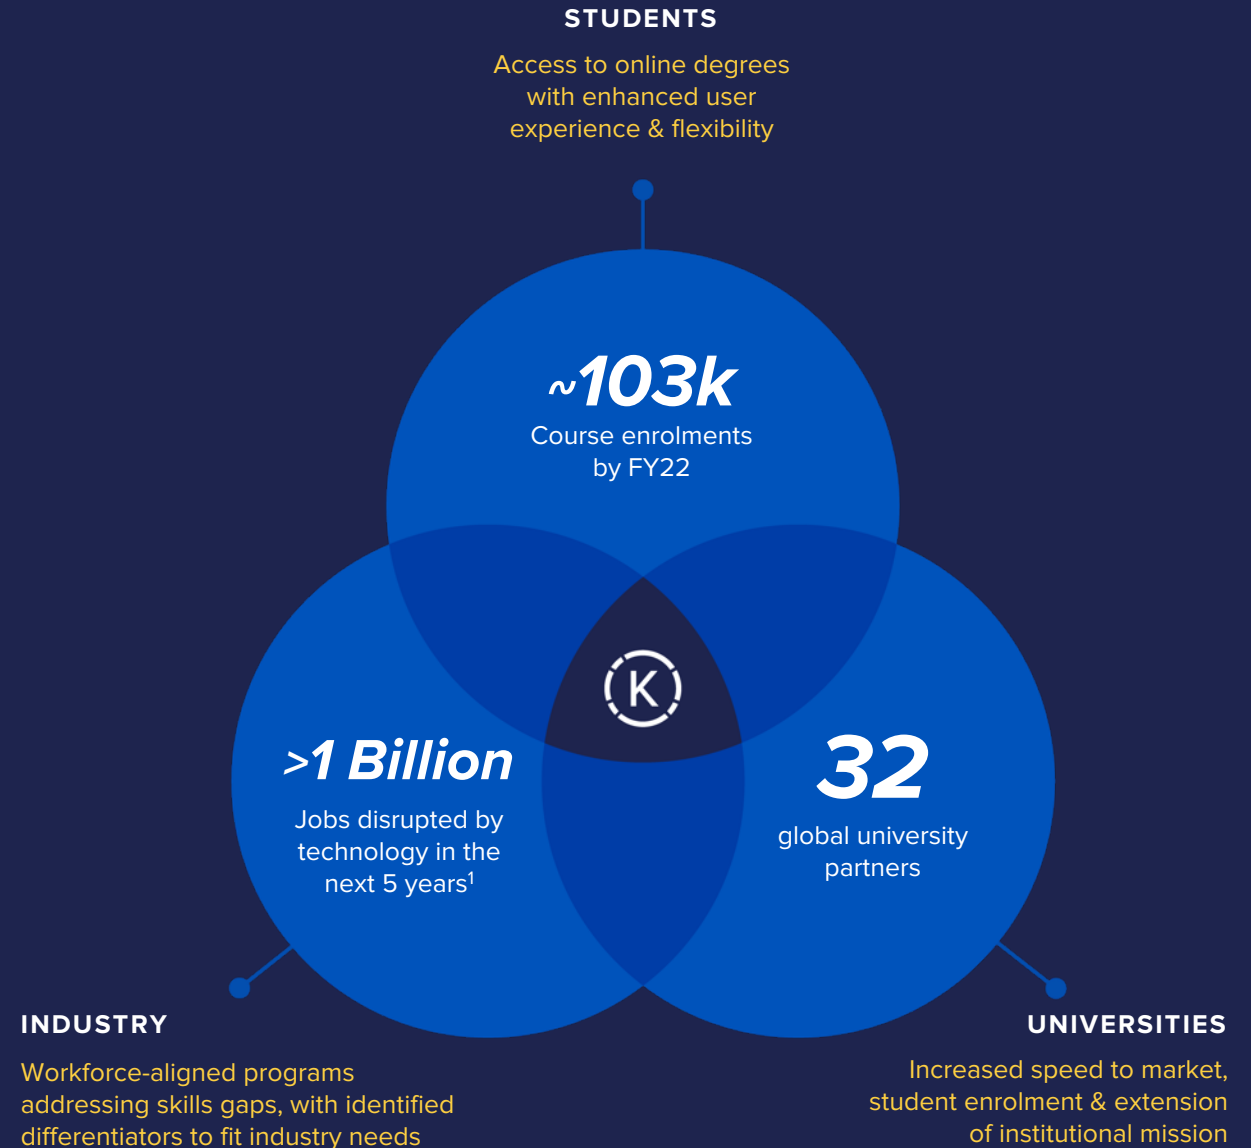 STUDENTS
Access to online degrees
with enhanced user
experience & flexibility
~103k
Course enrolments
by FY22
K
>1 Billion
Jobs disrupted by
technology in the
next 5 years¹
32
global university
partners
INDUSTRY
Workforce-aligned programs
addressing skills gaps, with identified
differentiators to fit industry needs
UNIVERSITIES
Increased speed to market,
student enrolment & extension
of institutional mission